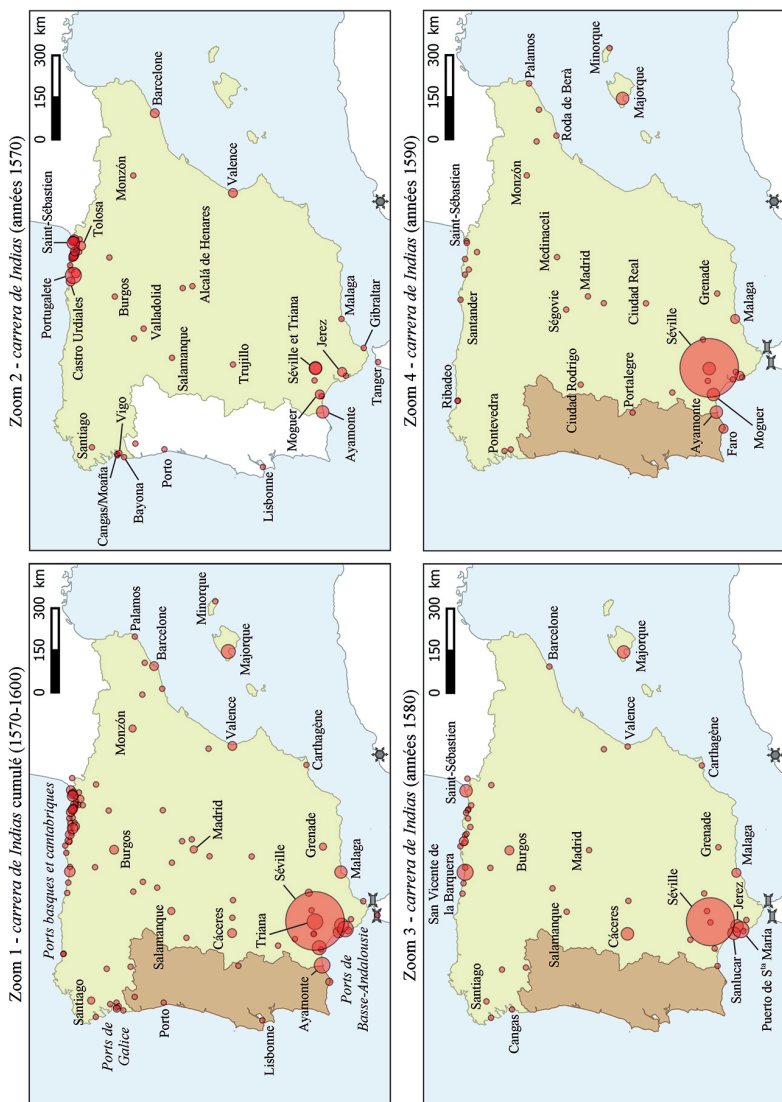 Zoom 1 - carrera de Indias cumulé (1570-1600)
0 150 300 km
Ports basques et cantabriques
Santiago
Ports de
Galice
Burgos
Monzón
Palamos
Barcelone
Porto
Salamanque
Madrid
Minorque
Majorque
Cáceres
Valence
Lisbonne
Triana
Séville
Grenade
Carthagène
Ayamonte
Malaga
Ports de
Basse-Andalousie
Zoom 2 - carrera de Indias (années 1570)
0 150 300 km
Portugalete
Saint-Sébastien
Castro Urdiales
Tolosa
Santiago
Cangas/Moaña
Vigo
Bayona
Burgos
Monzón
Barcelone
Valladolid
Porto
Salamanque
Alcalá de Henares
Trujillo
Valence
Lisbonne
Séville et Triana
Moguer
Jerez
Ayamonte
Malaga
Gibraltar
Tanger
Zoom 3 - carrera de Indias (années 1580)
0 150 300 km
San Vicente de
la Barquera
Saint-Sébastien
Santiago
Cangas
Burgos
Barcelone
Salamanque
Madrid
Majorque
Cáceres
Valence
Séville
Grenade
Carthagène
Sanlucar
Jerez
Malaga
Puerto de Sta María
Zoom 4 - carrera de Indias (années 1590)
0 150 300 km
Ribadeo
Santander
Saint-Sébastien
Pontevedra
Monzón
Palamos
Medinaceli
Roda de Berà
Ségovie
Madrid
Ciudad Rodrigo
Minorque
Majorque
Portalegre
Ciudad Real
Séville
Grenade
Ayamonte
Malaga
Faro
Moguer